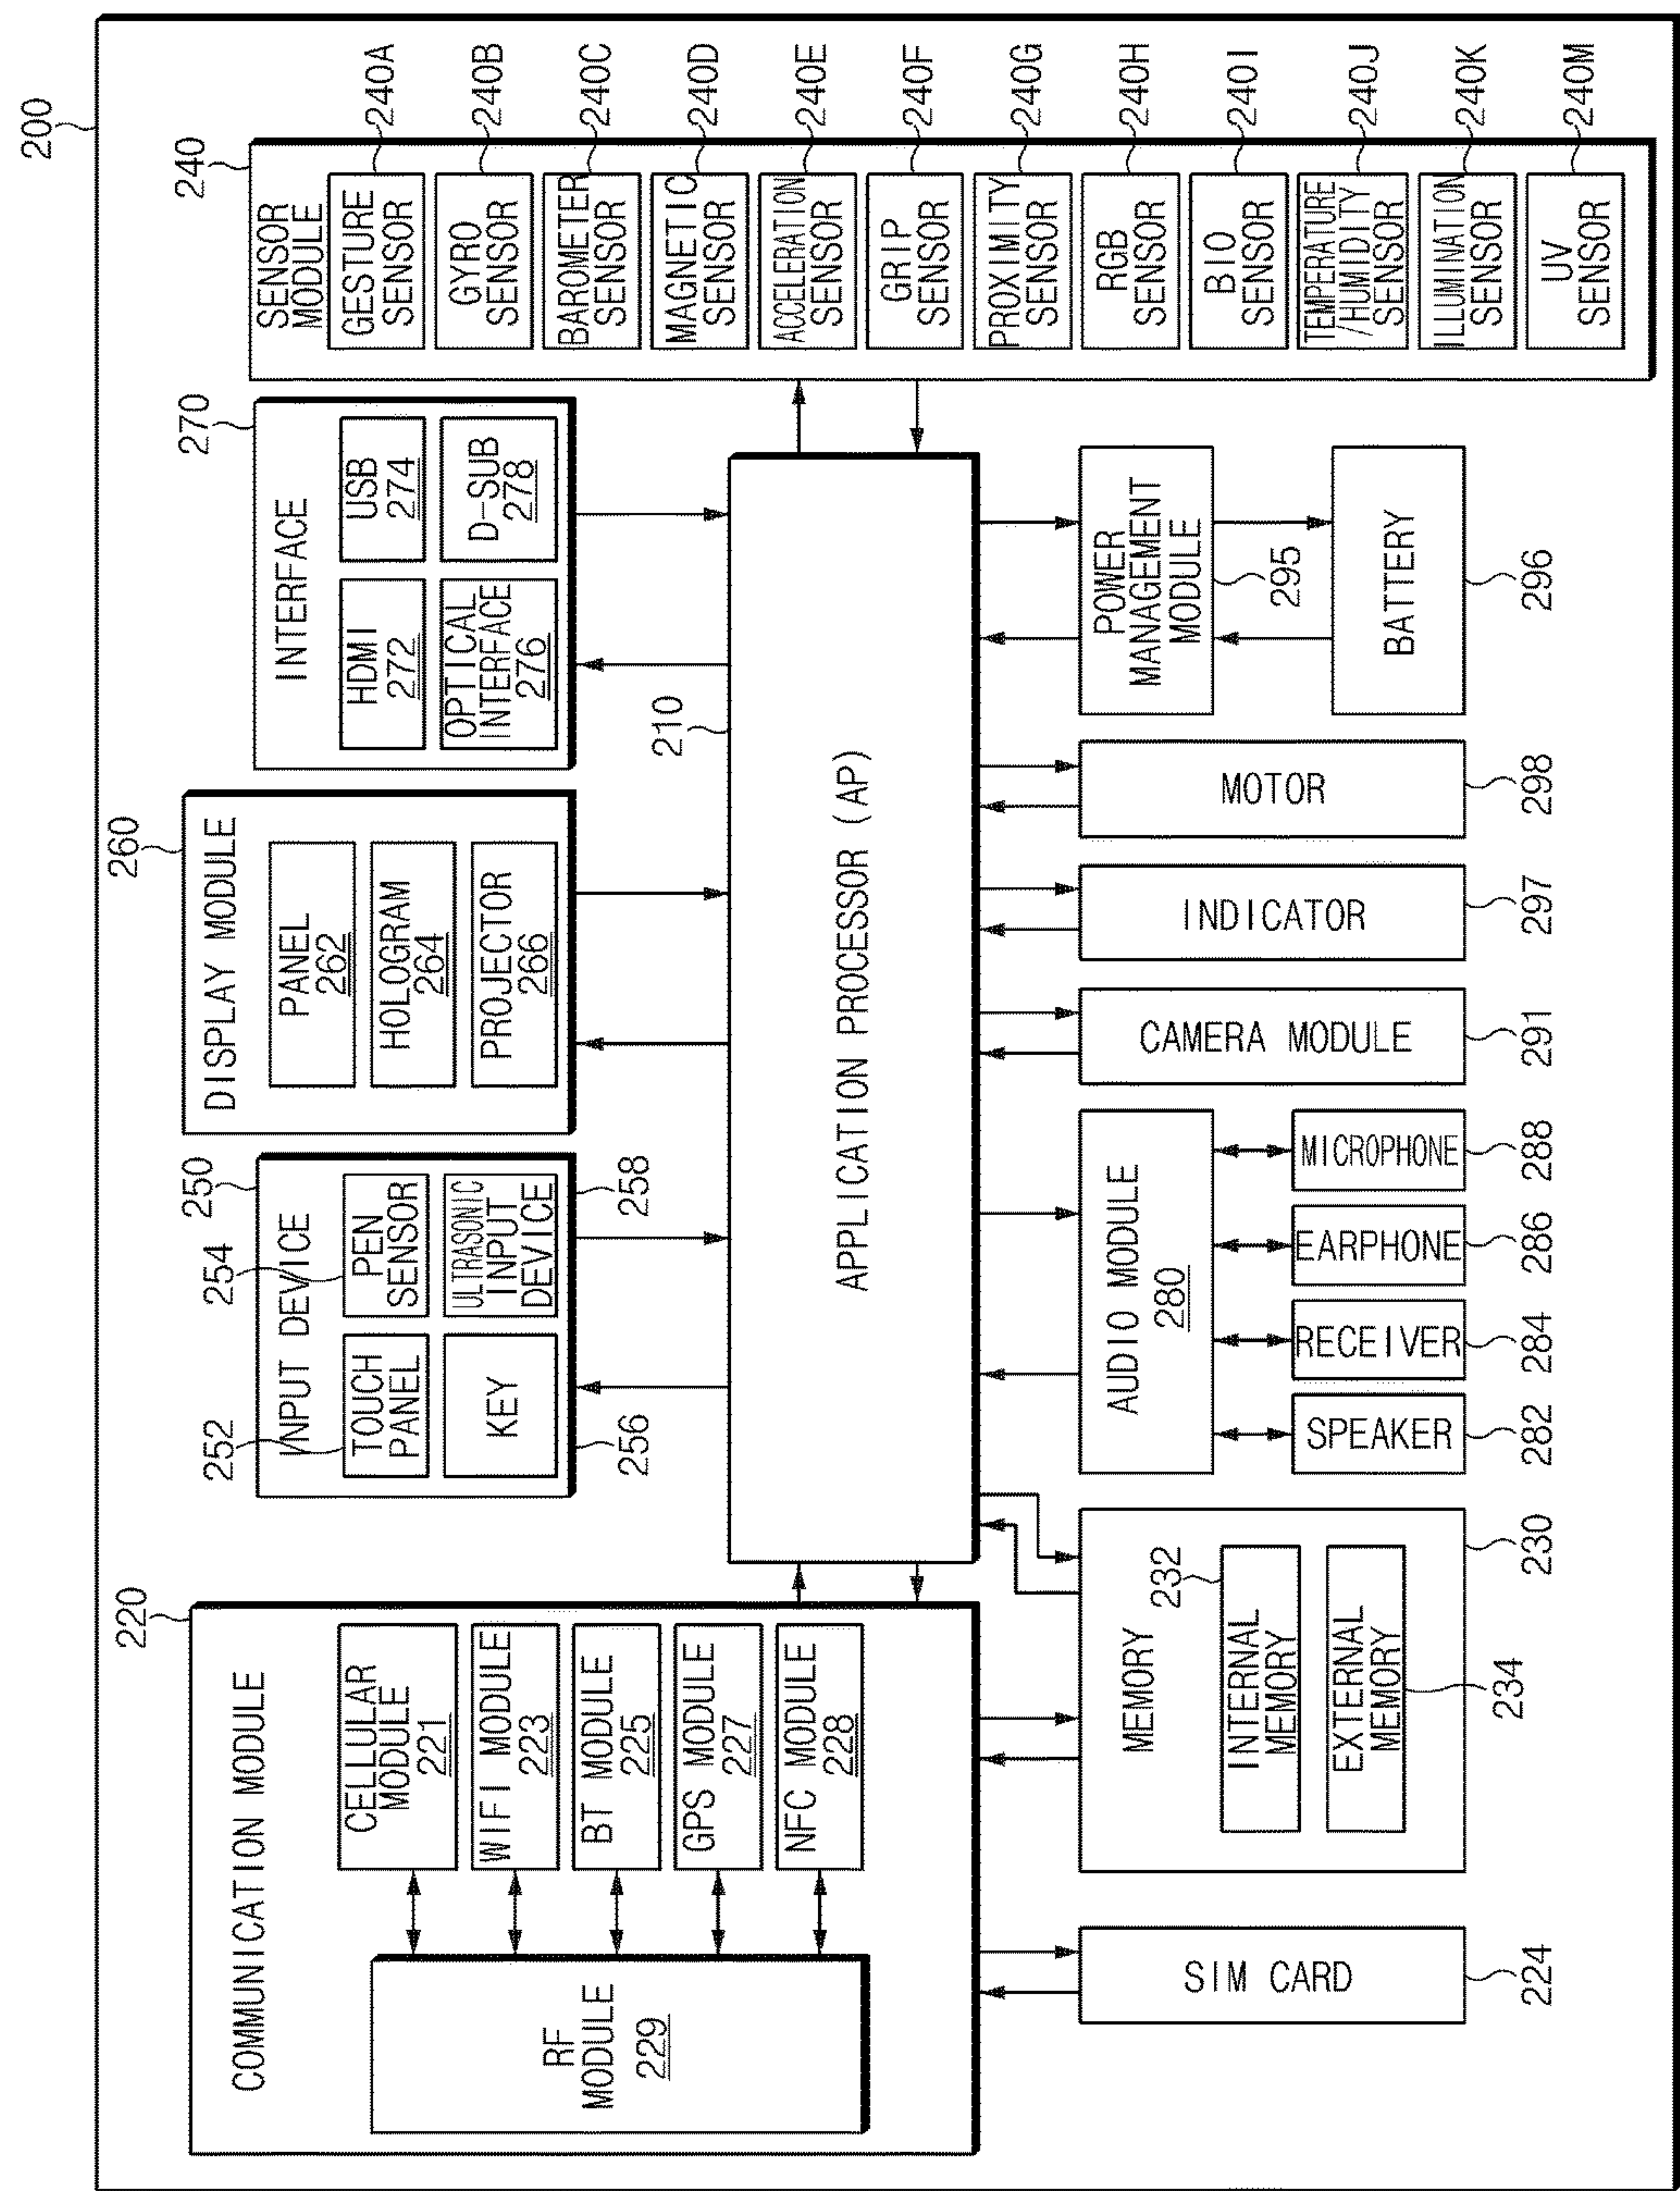 200
220
COMMUNICATION MODULE
CELLULAR
MODULE
221
WIFI MODULE
223
BT MODULE
225
GPS MODULE
227
NFC MODULE
228
RF
MODULE
229
250
INPUT DEVICE
252
TOUCH
PANEL
254
PEN
SENSOR
KEY
256
ULTRASONIC
INPUT
DEVICE
258
260
DISPLAY MODULE
PANEL
262
HOLOGRAM
264
PROJECTOR
266
270
INTERFACE
HDMI
272
USB
274
OPTICAL
INTERFACE
276
D-SUB
278
240
SENSOR
MODULE
GESTURE
SENSOR
240A
GYRO
SENSOR
240B
BAROMETER
SENSOR
240C
MAGNETIC
SENSOR
240D
ACCELERATION
SENSOR
240E
GRIP
SENSOR
240F
PROXIMITY
SENSOR
240G
RGB
SENSOR
240H
BIO
SENSOR
240I
TEMPERATURE
/HUMIDITY
SENSOR
240J
ILLUMINATION
SENSOR
240K
UV
SENSOR
240M
210
APPLICATION PROCESSOR (AP)
SIM CARD
224
MEMORY
232
INTERNAL
MEMORY
EXTERNAL
MEMORY
234
230
AUDIO MODULE
280
SPEAKER
282
RECEIVER
284
EARPHONE
286
MICROPHONE
288
CAMERA MODULE
291
INDICATOR
297
MOTOR
298
POWER
MANAGEMENT
MODULE
295
BATTERY
296